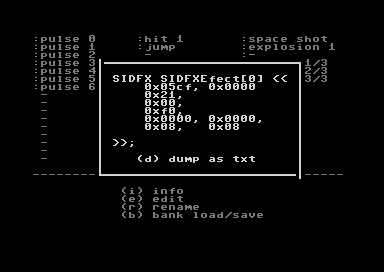 :pulse 0 :hit 1 :space shot
:pulse 1 :jump :explosion 1
:pulse 2 - :-
:pulse 3 1/3
:pulse 4 2/3
:pulse 5 3/3
:pulse 6
SIDFX SIDFXEfect[0] <<
0x05cf, 0x0000
0x21,
0x00,
0xf0,
0x0000, 0x0000,
0x08, 0x08
>>;
(d) dump as txt
(i) info
(e) edit
(r) rename
(b) bank load/save